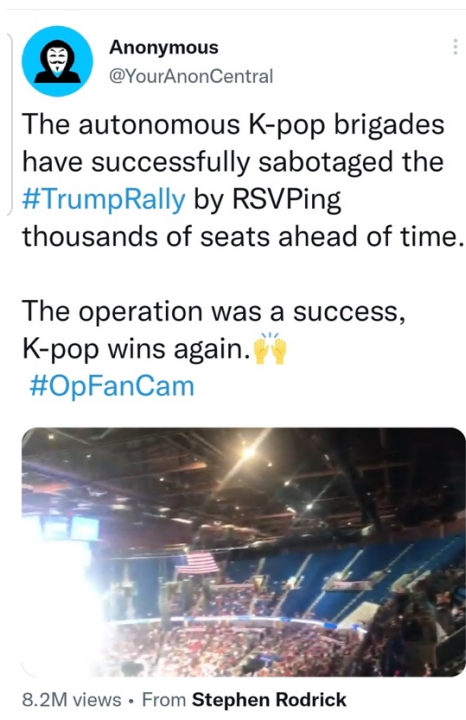 Anonymous
@YourAnonCentral
The autonomous K-pop brigades
have successfully sabotaged the
#TrumpRally by RSVPing
thousands of seats ahead of time.
The operation was a success,
K-pop wins again.🙌
#OpFanCam
8.2M views • From Stephen Rodrick